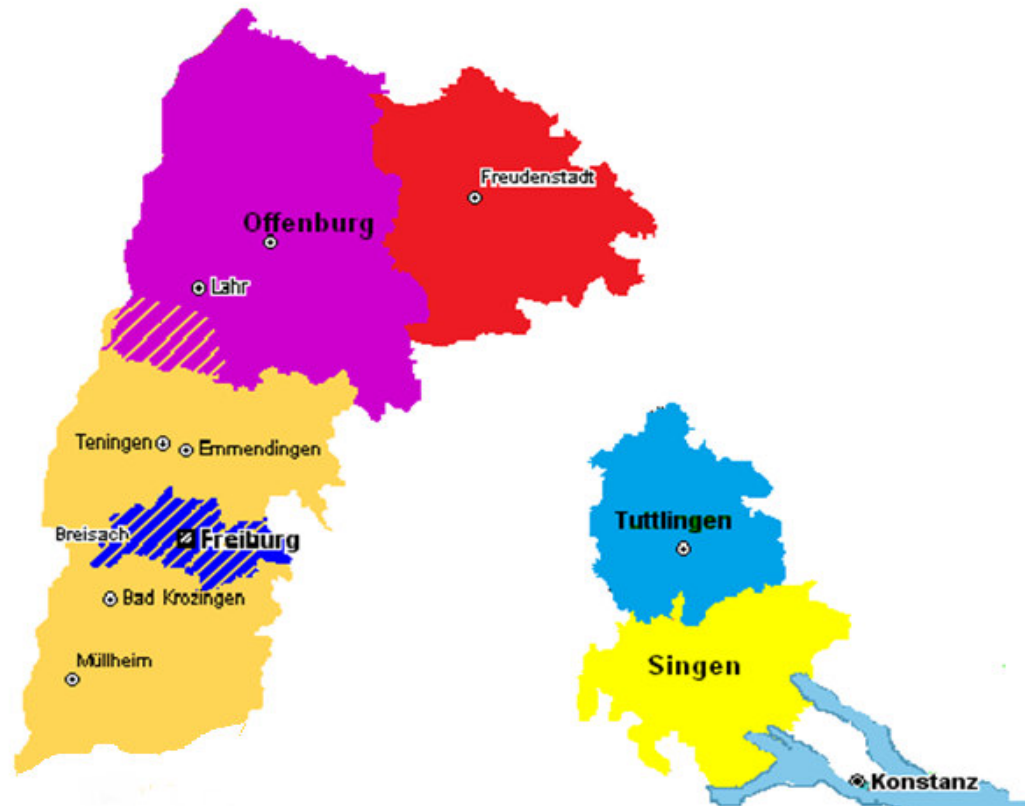 Freudenstadt
Offenburg
Lahr
Teningen
Emmendingen
Tuttlingen
Breisach
Freiburg
Bad Krozingen
Müllheim
Singen
Konstanz